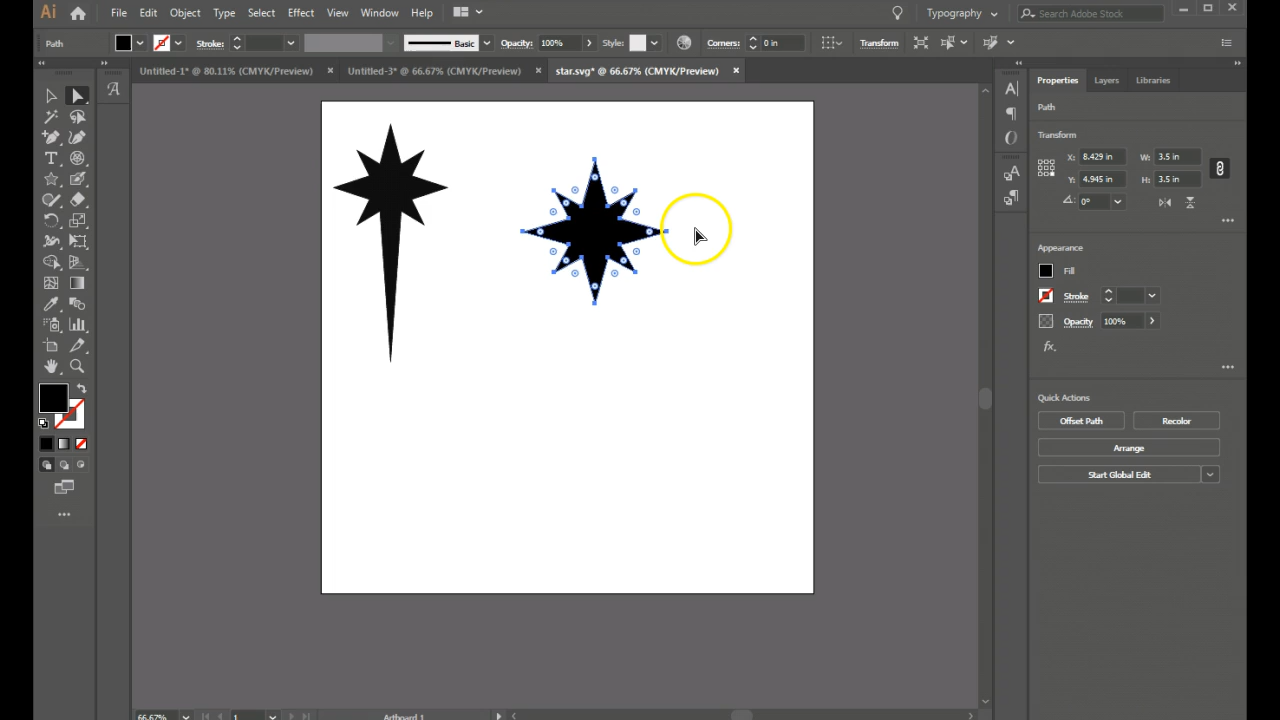 Ai File Edit Object Type Select Effect View Window Help Typography Search Adobe Stock
Path Stroke: Basic Opacity: 100% Style: Corners: 0 in Transform
Untitled-1* @ 80.11% (CMYK/Preview) × Untitled-3* @ 66.67% (CMYK/Preview) × star.svg* @ 66.67% (CMYK/Preview) ×
Properties Layers Libraries
Path
Transform
X: 8.429 in W: 3.5 in
Y: 4.945 in H: 3.5 in
0°
Appearance
Fill
Stroke
Opacity 100%
fx.
Quick Actions
Offset Path Recolor
Arrange
Start Global Edit
66.67% 1 Artboard 1